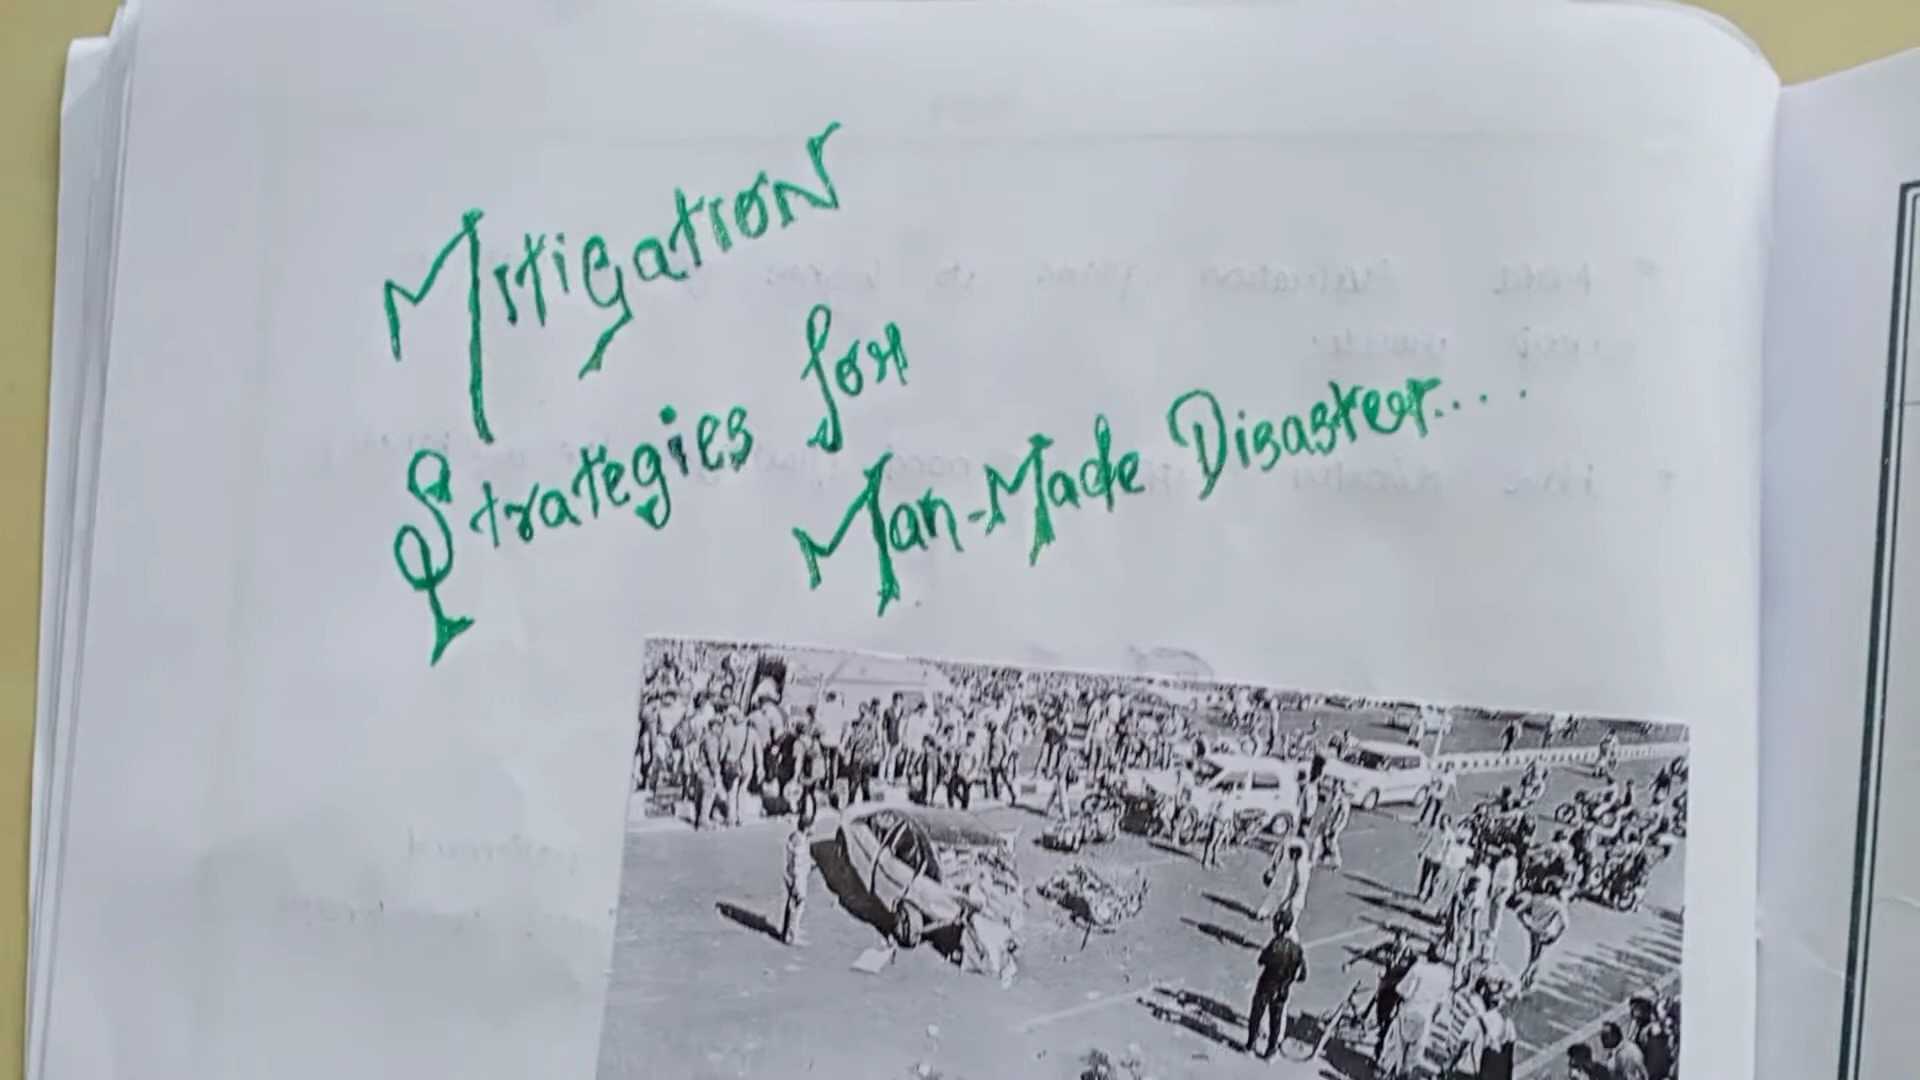 Mitigation
Strategies for
Man-Made Disaster....